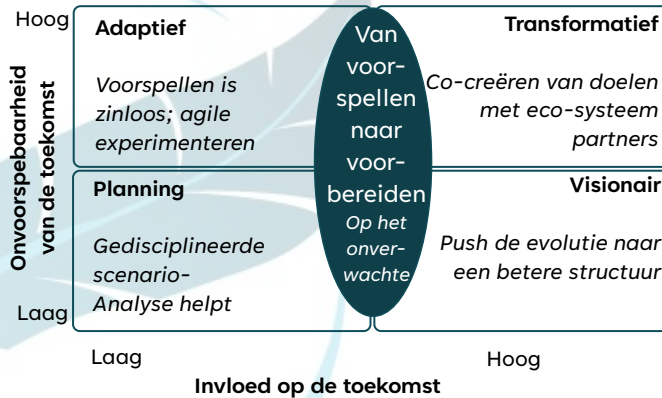 Hoog
Onvoorspebaarheid
van de toekomst
Laag
Adaptief
Voorspellen is
zinloos; agile
experimenteren
Van
voor-
spellen
naar
voor-
bereiden
Op het
onver-
wachte
Transformatief
Co-creëren van doelen
met eco-systeem
partners
Planning
Gedisciplineerde
scenario-
Analyse helpt
Visionair
Push de evolutie naar
een betere structuur
Laag
Hoog
Invloed op de toekomst